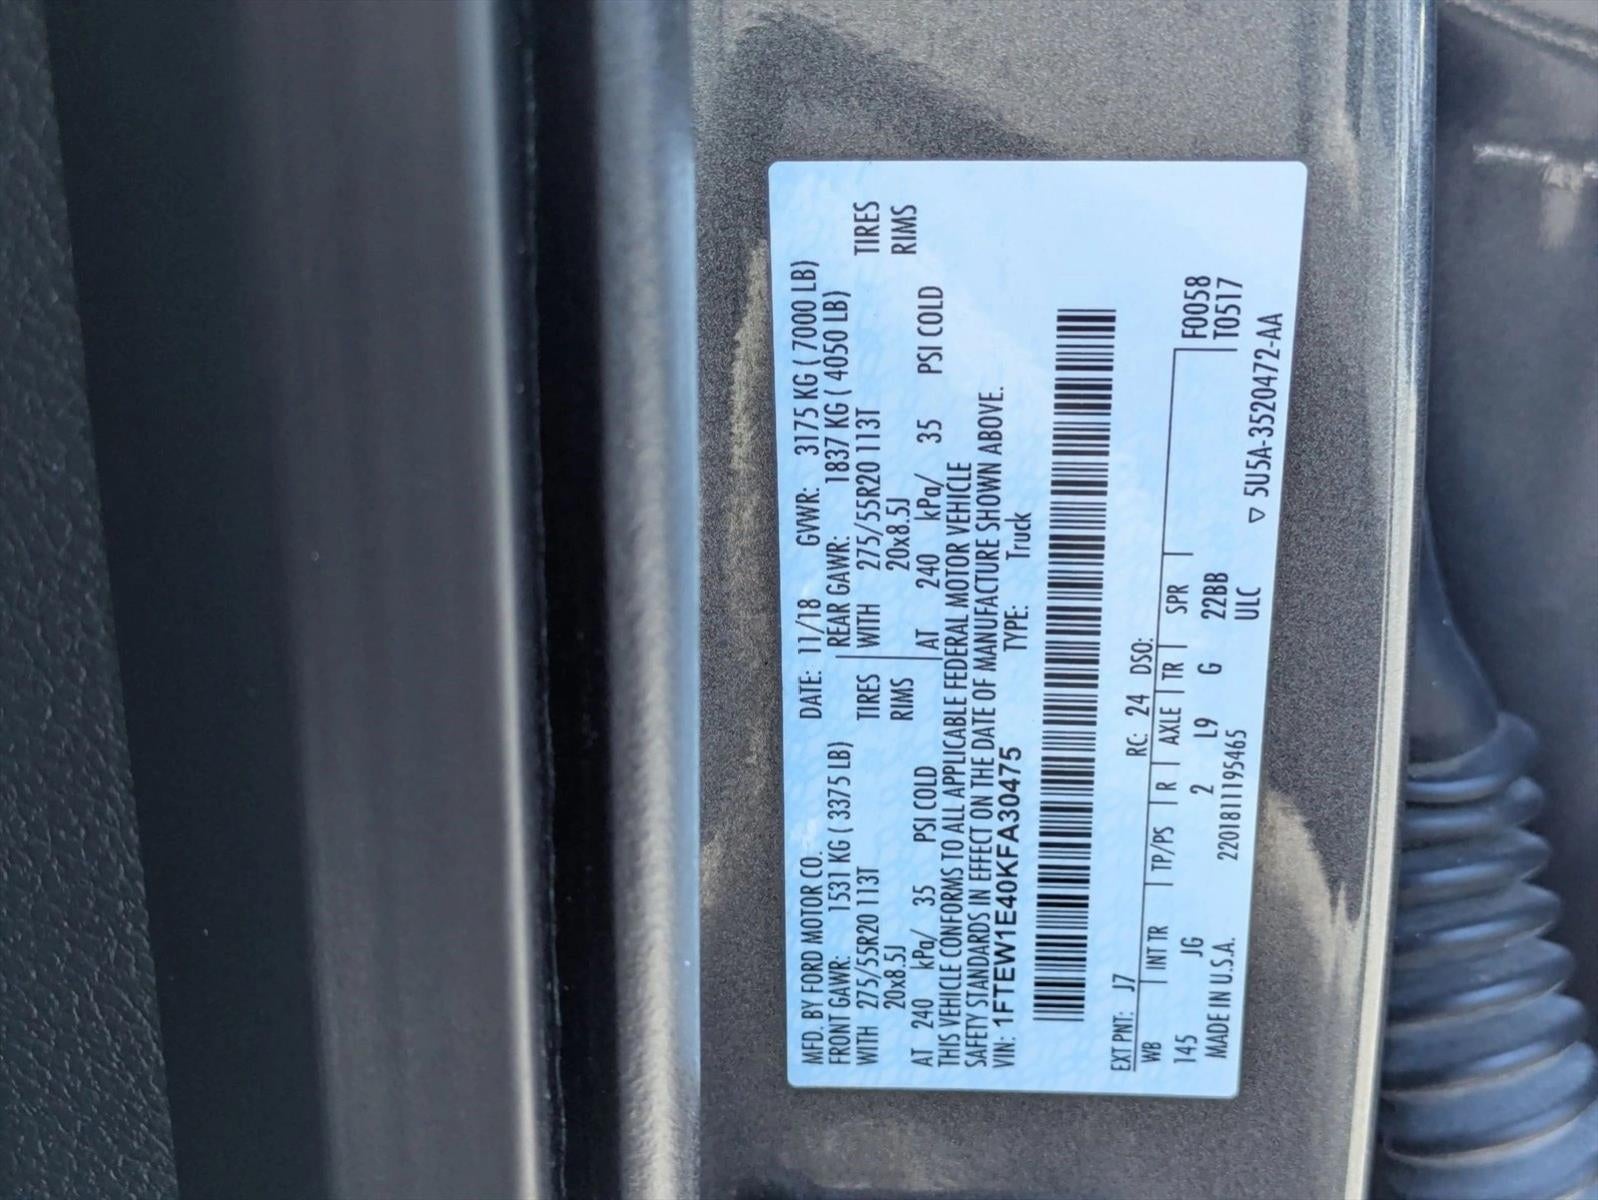 MFD. BY FORD MOTOR CO. DATE: 11/18 GVWR: 3175 KG ( 7000 LB)
FRONT GAWR: 1531 KG ( 3375 LB) REAR GAWR: 1837 KG ( 4050 LB)
WITH 275/55R20 113T TIRES WITH 275/55R20 113T TIRES
20x8.5J RIMS 20x8.5J RIMS
AT 240 kPa/ 35 PSI COLD AT 240 kPa/ 35 PSI COLD
THIS VEHICLE CONFORMS TO ALL APPLICABLE FEDERAL MOTOR VEHICLE
SAFETY STANDARDS IN EFFECT ON THE DATE OF MANUFACTURE SHOWN ABOVE.
VIN: 1FTEW1E40KFA30475 TYPE: Truck
EXT PNT: J7 RC: 24 DSO:
WB INT TR TP/PS R AXLE TR SPR F0058
145 JG 2 L9 G 22BB T0517
MADE IN U.S.A. 220181119546​5 ULC ▽ 5U5A-3520472-AA